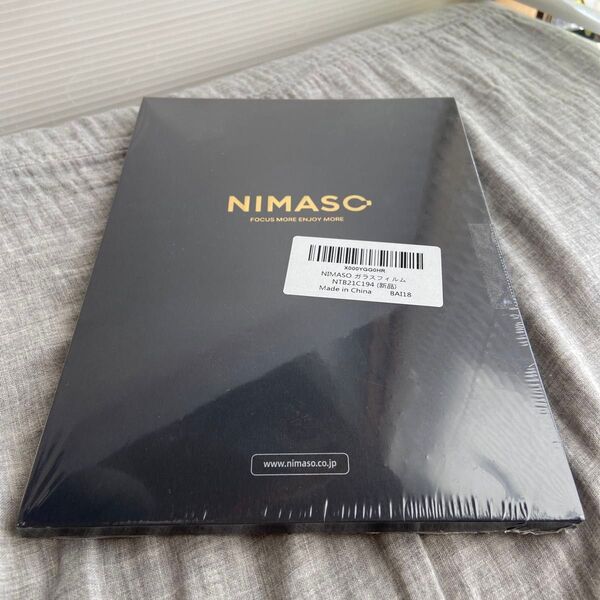 NIMASO
FOCUS MORE ENJOY MORE
X000YGG0HR
NIMASO ガラスフィルム
NTB21C194 (新品)
Made in China BAI18
www.nimaso.co.jp